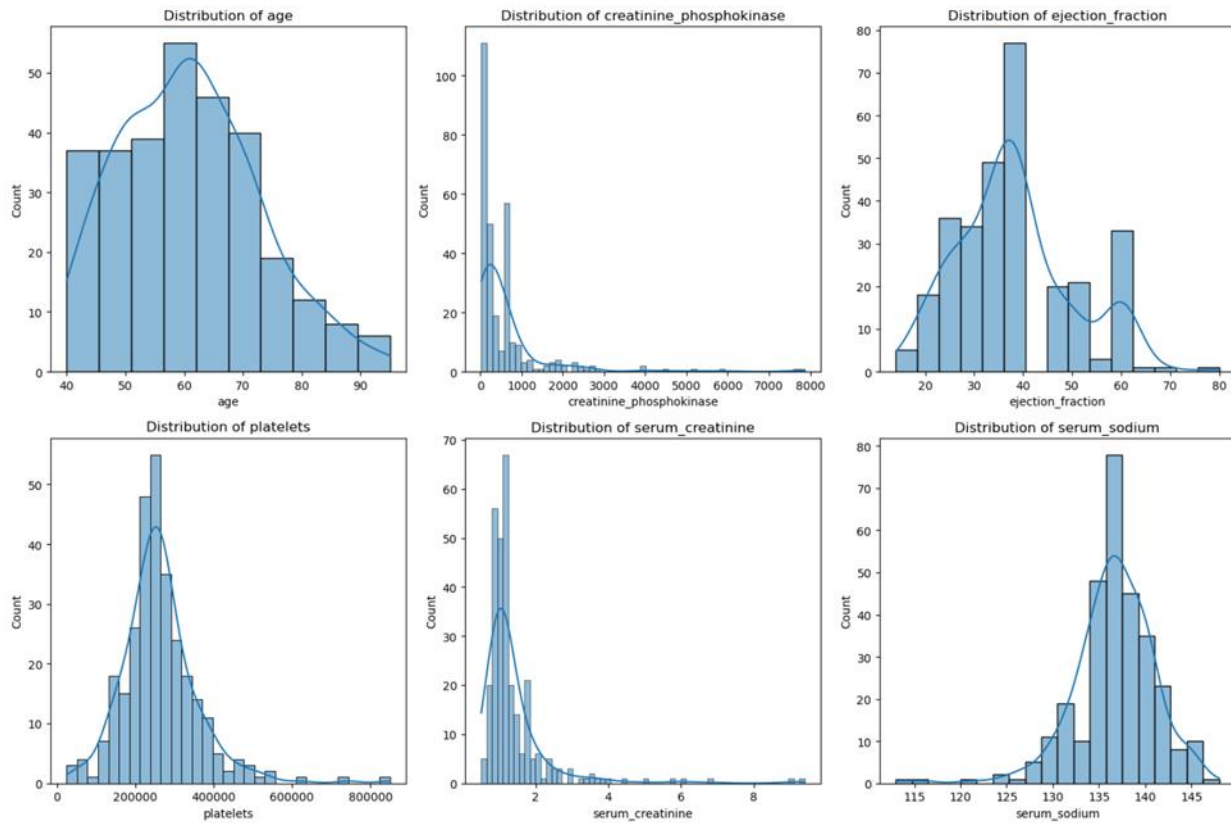 Distribution of age
Count
50
40
30
20
10
0
40 50 60 70 80 90
age
Distribution of creatinine_phosphokinase
Count
100
80
60
40
20
0
0 1000 2000 3000 4000 5000 6000 7000 8000
creatinine_phosphokinase
Distribution of ejection_fraction
Count
80
70
60
50
40
30
20
10
0
20 30 40 50 60 70 80
ejection_fraction
Distribution of platelets
Count
50
40
30
20
10
0
0 200000 400000 600000 800000
platelets
Distribution of serum_creatinine
Count
70
60
50
40
30
20
10
0
2 4 6 8
serum_creatinine
Distribution of serum_sodium
Count
80
70
60
50
40
30
20
10
0
115 120 125 130 135 140 145
serum_sodium